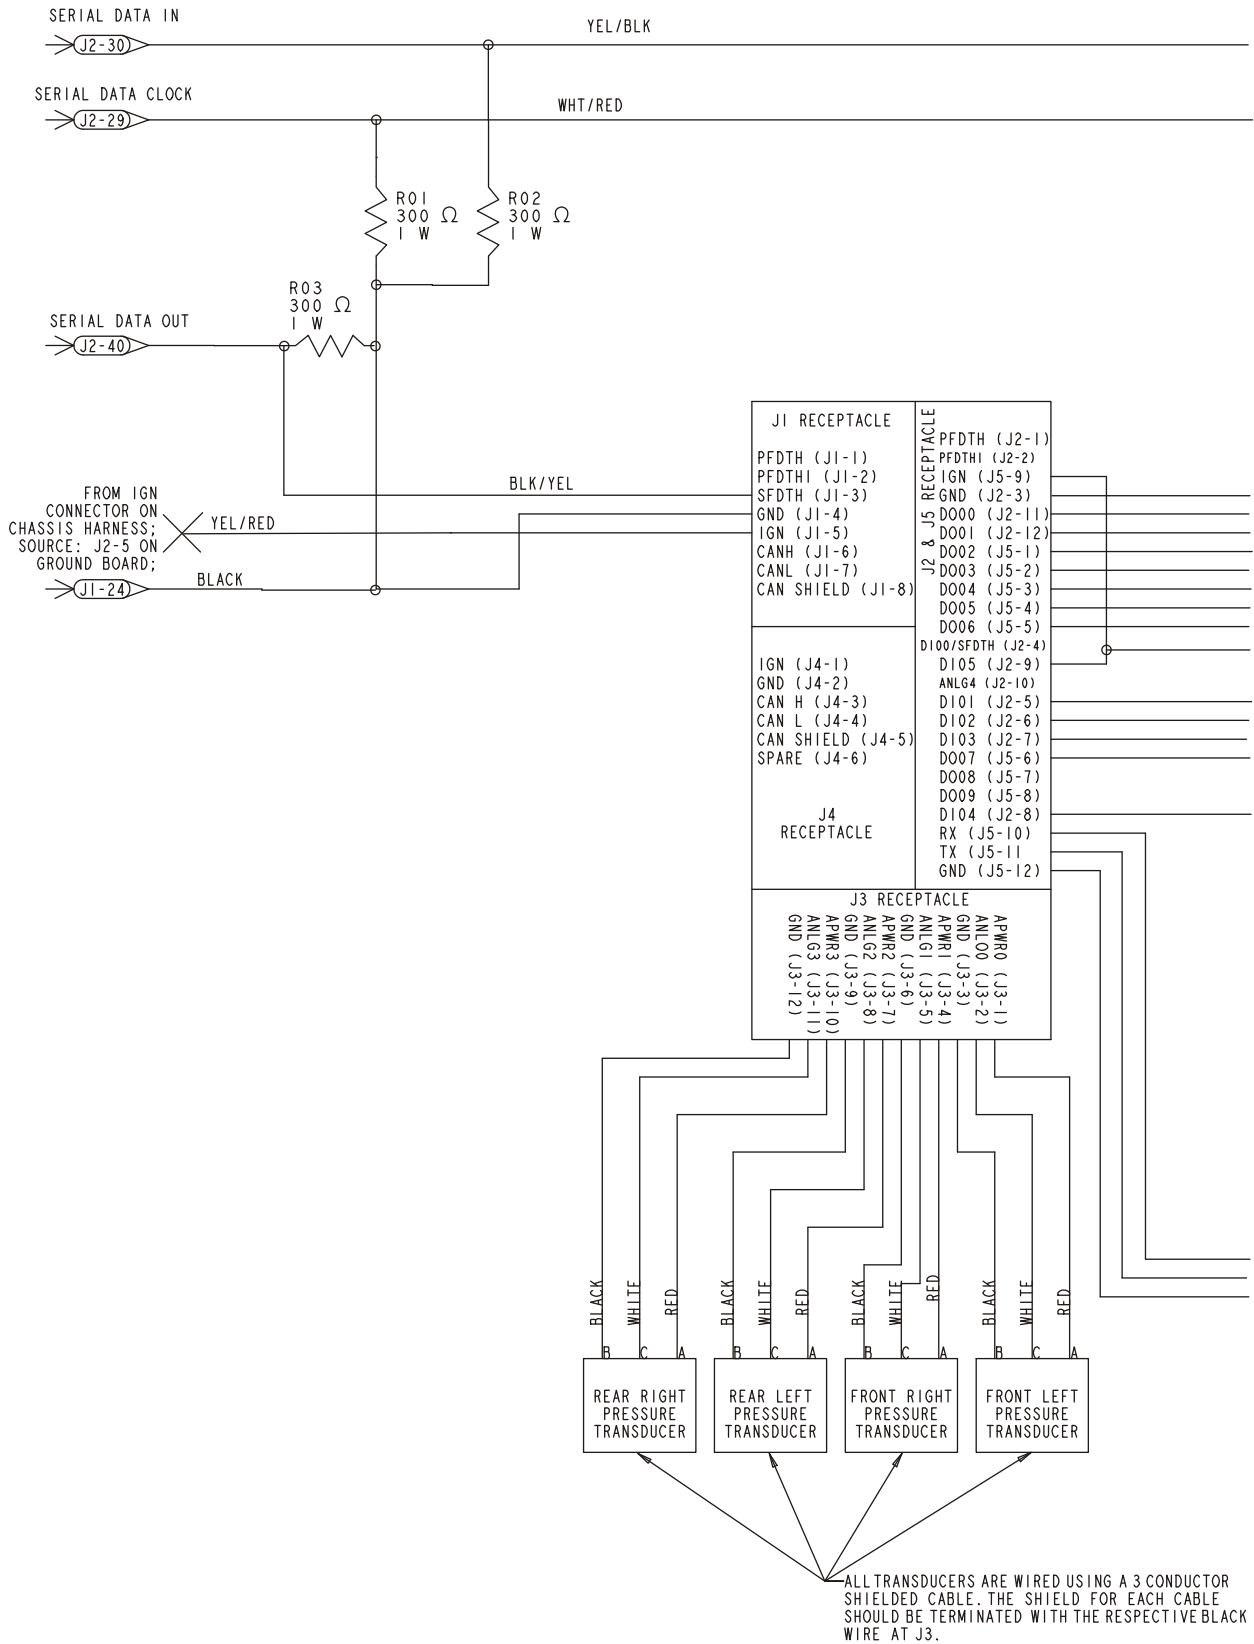 SERIAL DATA IN
J2-30
YEL/BLK
SERIAL DATA CLOCK
J2-29
WHT/RED
R01
300 Ω
1 W
R02
300 Ω
1 W
R03
300 Ω
1 W
SERIAL DATA OUT
J2-40
FROM IGN
CONNECTOR ON
CHASSIS HARNESS;
SOURCE: J2-5 ON
GROUND BOARD;
YEL/RED
BLK/YEL
J1-24
BLACK
J1 RECEPTACLE
PFDTH (J1-1)
PFDTH1 (J1-2)
SFDTH (J1-3)
GND (J1-4)
IGN (J1-5)
CANH (J1-6)
CANL (J1-7)
CAN SHIELD (J1-8)
J2 & J5 RECEPTACLE
PFDTH (J2-1)
PFDTH1 (J2-2)
IGN (J5-9)
GND (J2-3)
DO00 (J2-11)
DO01 (J2-12)
DO02 (J5-1)
DO03 (J5-2)
DO04 (J5-3)
DO05 (J5-4)
DO06 (J5-5)
DI00/SFDTH (J2-4)
DI05 (J2-9)
ANLG4 (J2-10)
DI01 (J2-5)
DI02 (J2-6)
DI03 (J2-7)
DO07 (J5-6)
DO08 (J5-7)
DO09 (J5-8)
DI04 (J2-8)
RX (J5-10)
TX (J5-11
GND (J5-12)
IGN (J4-1)
GND (J4-2)
CAN H (J4-3)
CAN L (J4-4)
CAN SHIELD (J4-5)
SPARE (J4-6)
J4
RECEPTACLE
J3 RECEPTACLE
GND (J3-12)
ANLG3 (J3-11)
APWR3 (J3-10)
GND (J3-9)
ANLG2 (J3-8)
APWR2 (J3-7)
GND (J3-6)
ANLG1 (J3-5)
APWR1 (J3-4)
GND (J3-3)
ANLO0 (J3-2)
APWR0 (J3-1)
BLACK
WHITE
RED
BLACK
WHITE
RED
BLACK
WHITE
RED
BLACK
WHITE
RED
B C A
B C A
B C A
B C A
REAR RIGHT
PRESSURE
TRANSDUCER
REAR LEFT
PRESSURE
TRANSDUCER
FRONT RIGHT
PRESSURE
TRANSDUCER
FRONT LEFT
PRESSURE
TRANSDUCER
ALL TRANSDUCERS ARE WIRED USING A 3 CONDUCTOR
SHIELDED CABLE. THE SHIELD FOR EACH CABLE
SHOULD BE TERMINATED WITH THE RESPECTIVE BLACK
WIRE AT J3.